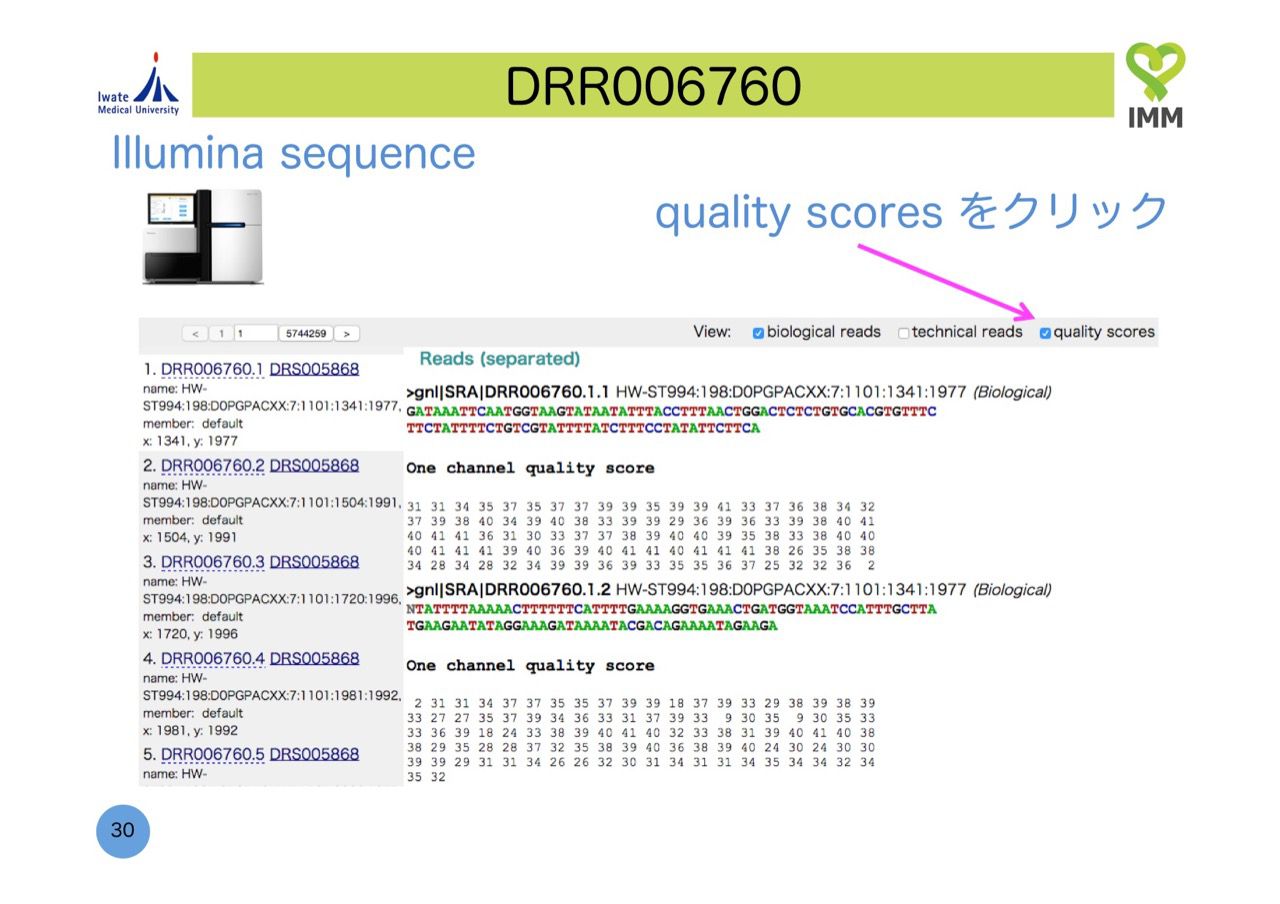 Iwate
Medical University
DRR006760
IMM
Illumina sequence
quality scores をクリック
< 1 1 5744259 >
View: biological reads technical reads quality scores
1. DRR006760.1 DRS005868
name: HW-
ST994:198:D0PGPACXX:7:1101:1341:1977,
member: default
x: 1341, y: 1977
2. DRR006760.2 DRS005868
name: HW-
ST994:198:D0PGPACXX:7:1101:1504:1991,
member: default
x: 1504, y: 1991
3. DRR006760.3 DRS005868
name: HW-
ST994:198:D0PGPACXX:7:1101:1720:1996,
member: default
x: 1720, y: 1996
4. DRR006760.4 DRS005868
name: HW-
ST994:198:D0PGPACXX:7:1101:1981:1992,
member: default
x: 1981, y: 1992
5. DRR006760.5 DRS005868
name: HW-
Reads (separated)
>gnl|SRA|DRR006760.1.1 HW-ST994:198:D0PGPACXX:7:1101:1341:1977 (Biological)
GATAAATTCAATGGTAAGTATAATATTTACCTTTAACTGGACTCTCTGTGCACGTGTTTC
TTCTATTTTCTGTCGTATTTTATCTTTCCTATATTCTTCA
One channel quality score
31 31 34 35 37 35 37 37 39 39 35 39 39 41 33 37 36 38 34 32
37 39 38 40 34 39 40 38 33 39 39 29 36 39 36 33 39 38 40 41
40 41 41 36 31 30 33 37 37 38 39 40 40 39 35 38 33 38 40 40
40 41 41 41 39 40 36 39 40 41 41 40 41 41 41 38 26 35 38 38
34 28 34 28 32 34 39 39 36 39 33 35 35 36 37 25 32 32 36 2
>gnl|SRA|DRR006760.1.2 HW-ST994:198:D0PGPACXX:7:1101:1341:1977 (Biological)
NTATTTTAAAAACTTTTTTCATTTTGAAAAGGTGAAACTGATGGTAAATCCATTTGCTTA
TGAAGAATATAGGAAAGATAAAATACGACAGAAAATAGAAGA
One channel quality score
2 31 31 34 37 37 35 35 37 39 39 18 37 39 33 29 38 39 38 39
33 27 27 35 37 39 34 36 33 31 37 39 33 9 30 35 9 30 35 33
33 36 39 18 24 33 38 39 40 41 40 32 33 38 31 39 40 41 40 38
38 29 35 28 28 37 32 35 38 39 40 36 38 39 40 24 30 24 30 30
39 39 29 31 31 34 26 26 32 30 31 34 31 31 34 35 34 34 32 34
35 32
30